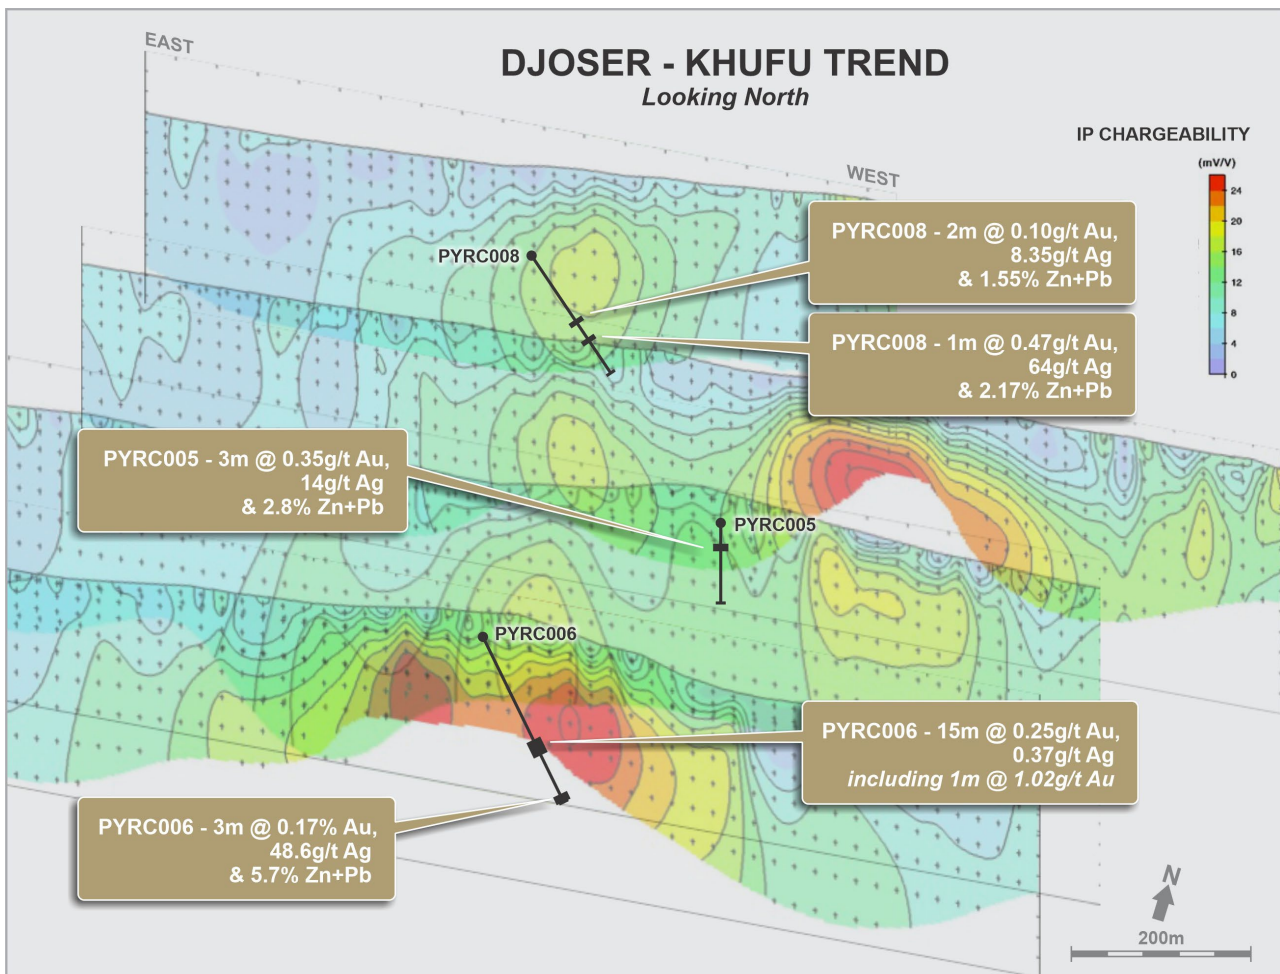 EAST
DJOSER - KHUFU TREND
Looking North
IP CHARGEABILITY
(mV/V)
24
20
16
12
8
4
0
WEST
PYRC008 - 2m @ 0.10g/t Au,
8.35g/t Ag
& 1.55% Zn+Pb
PYRC008
PYRC008 - 1m @ 0.47g/t Au,
64g/t Ag
& 2.17% Zn+Pb
PYRC005 - 3m @ 0.35g/t Au,
14g/t Ag
& 2.8% Zn+Pb
PYRC005
PYRC006
PYRC006 - 15m @ 0.25g/t Au,
0.37g/t Ag
including 1m @ 1.02g/t Au
PYRC006 - 3m @ 0.17% Au,
48.6g/t Ag
& 5.7% Zn+Pb
N
200m